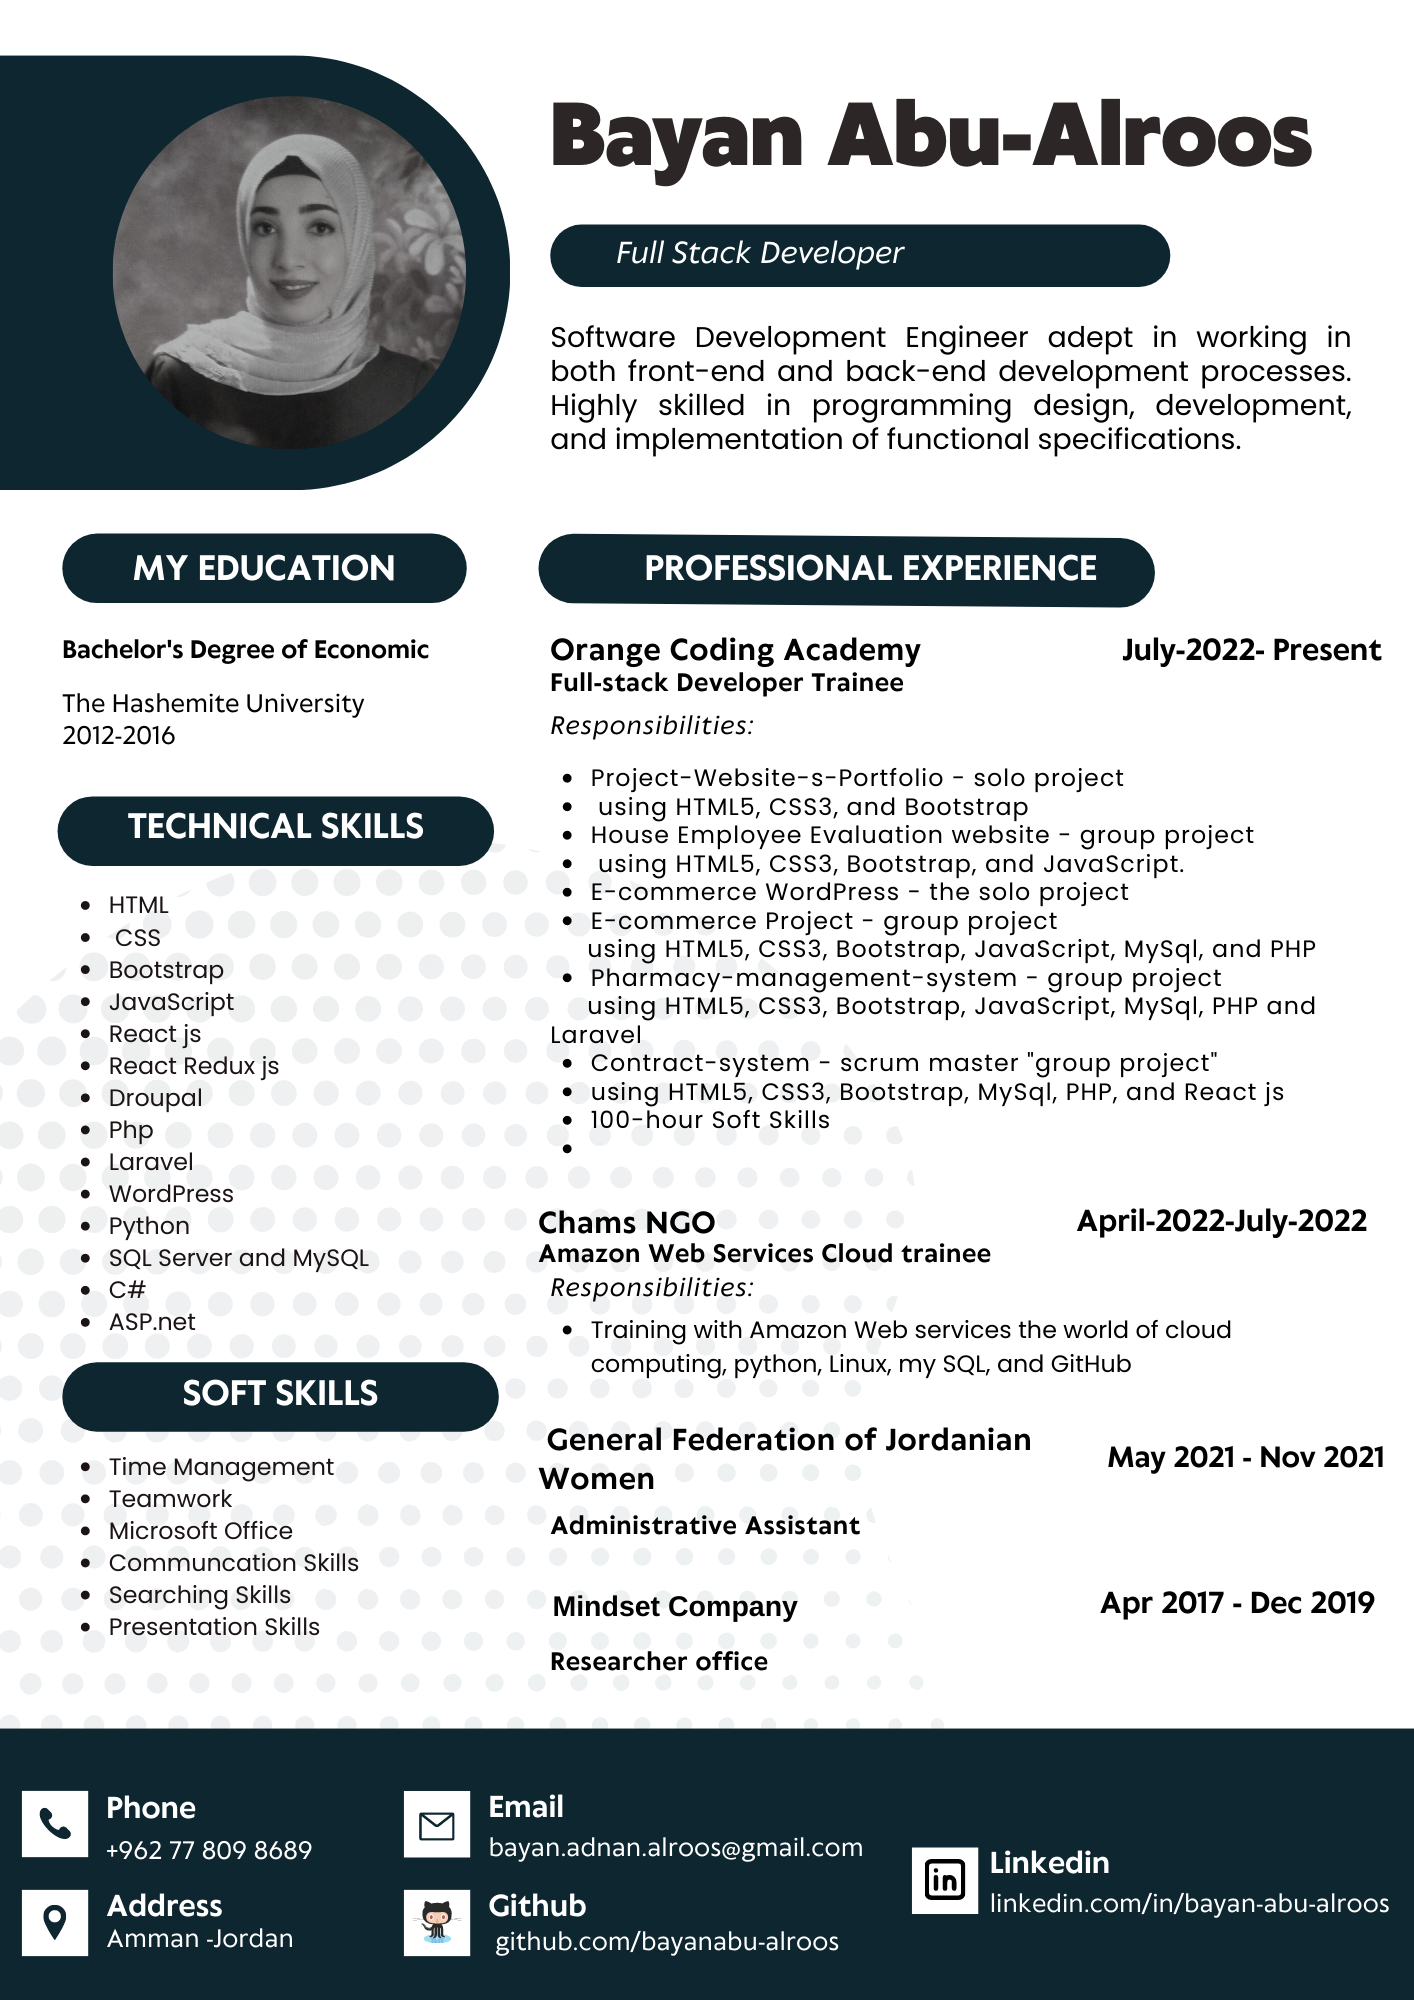 Bayan Abu-Alroos
Full Stack Developer
Software Development Engineer adept in working in
both front-end and back-end development processes.
Highly skilled in programming design, development,
and implementation of functional specifications.
MY EDUCATION
Bachelor's Degree of Economic
The Hashemite University
2012-2016
TECHNICAL SKILLS
• HTML
• CSS
• Bootstrap
• JavaScript
• React js
• React Redux js
• Droupal
• Php
• Laravel
• WordPress
• Python
• SQL Server and MySQL
• C#
• ASP.net
SOFT SKILLS
• Time Management
• Teamwork
• Microsoft Office
• Communcation Skills
• Searching Skills
• Presentation Skills
PROFESSIONAL EXPERIENCE
Orange Coding Academy July-2022- Present
Full-stack Developer Trainee
Responsibilities:
• Project-Website-s-Portfolio - solo project
• using HTML5, CSS3, and Bootstrap
• House Employee Evaluation website - group project
• using HTML5, CSS3, Bootstrap, and JavaScript.
• E-commerce WordPress - the solo project
• E-commerce Project - group project
using HTML5, CSS3, Bootstrap, JavaScript, MySql, and PHP
• Pharmacy-management-system - group project
using HTML5, CSS3, Bootstrap, JavaScript, MySql, PHP and
Laravel
• Contract-system - scrum master "group project"
• using HTML5, CSS3, Bootstrap, MySql, PHP, and React js
• 100-hour Soft Skills
•
Chams NGO April-2022-July-2022
Amazon Web Services Cloud trainee
Responsibilities:
• Training with Amazon Web services the world of cloud
computing, python, Linux, my SQL, and GitHub
General Federation of Jordanian
Women
May 2021 - Nov 2021
Administrative Assistant
Mindset Company Apr 2017 - Dec 2019
Researcher office
Phone
+962 77 809 8689
Address
Amman -Jordan
Email
bayan.adnan.alroos@gmail.com
Github
github.com/bayanabu-alroos
Linkedin
linkedin.com/in/bayan-abu-alroos